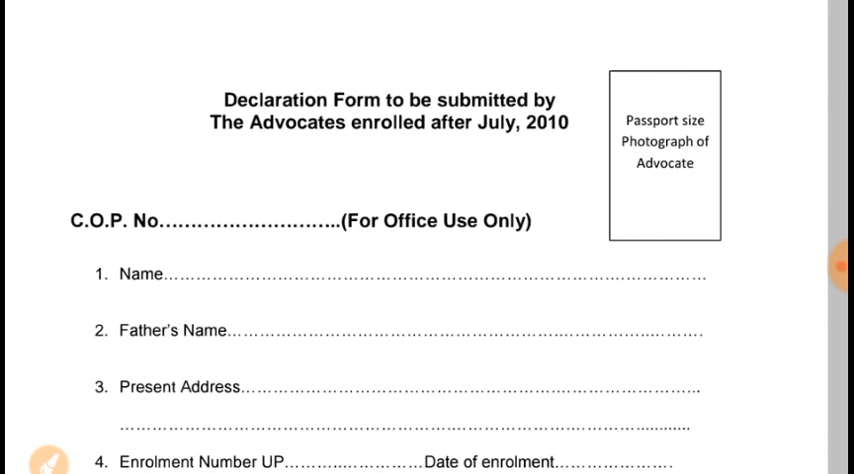 Declaration Form to be submitted by
The Advocates enrolled after July, 2010
Passport size
Photograph of
Advocate
C.O.P. No.............................(For Office Use Only)
1. Name..........................................................................................
2. Father's Name................................................................................
3. Present Address.............................................................................
...............................................................................................
4. Enrolment Number UP........................Date of enrolment.....................